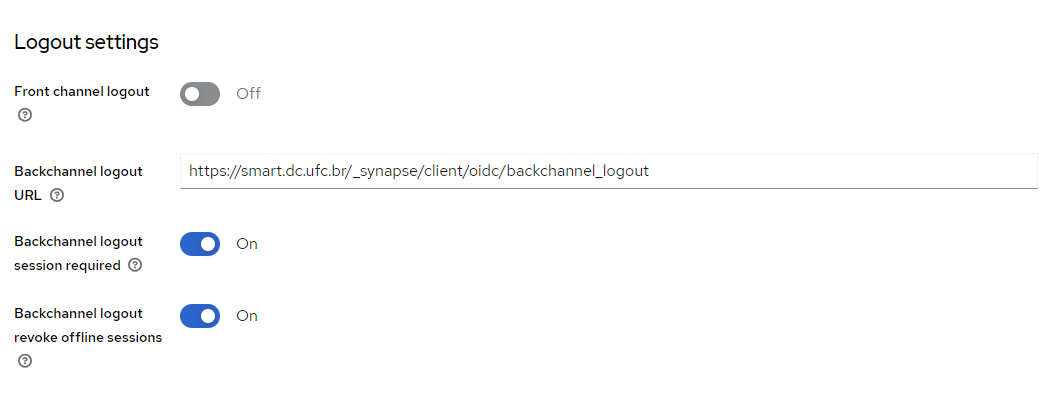 Logout settings
Front channel logout
Off
Backchannel logout
URL
https://smart.dc.ufc.br/_synapse/client/oidc/backchannel_logout
Backchannel logout
session required
On
Backchannel logout
revoke offline sessions
On